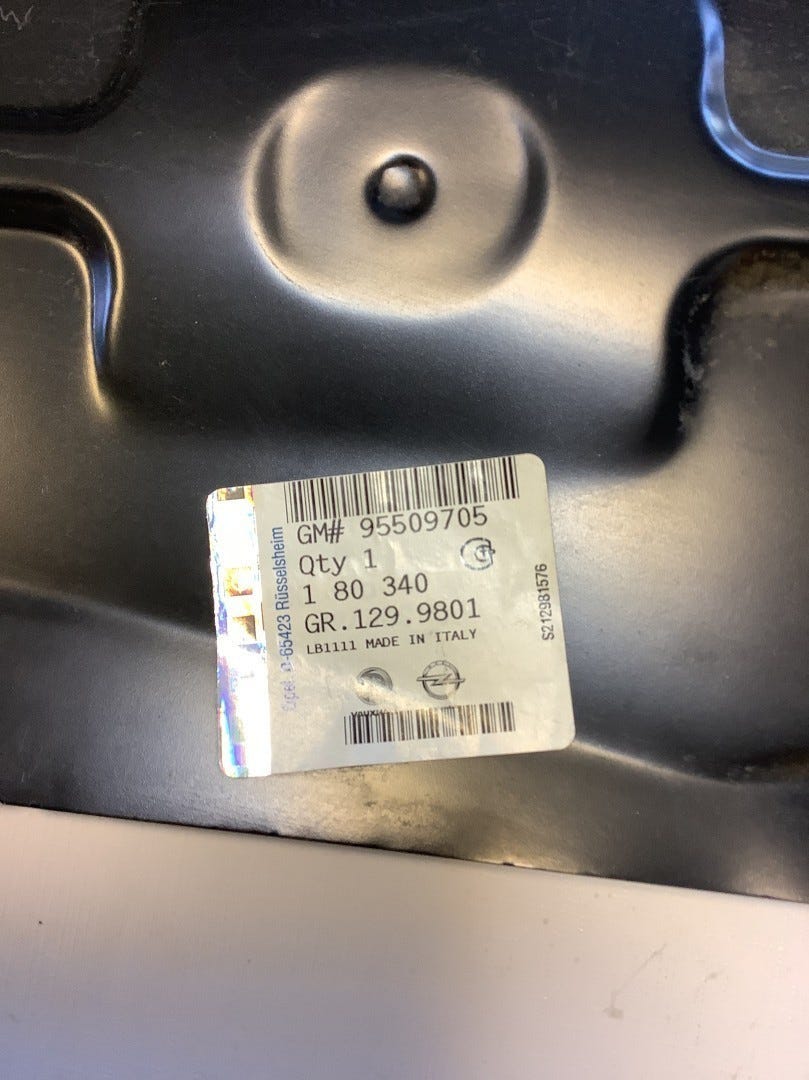 GM# 95509705
Qty 1
1 80 340
GR.129.9801
LB1111 MADE IN ITALY
-65423 Rüsselsheim
S212981576